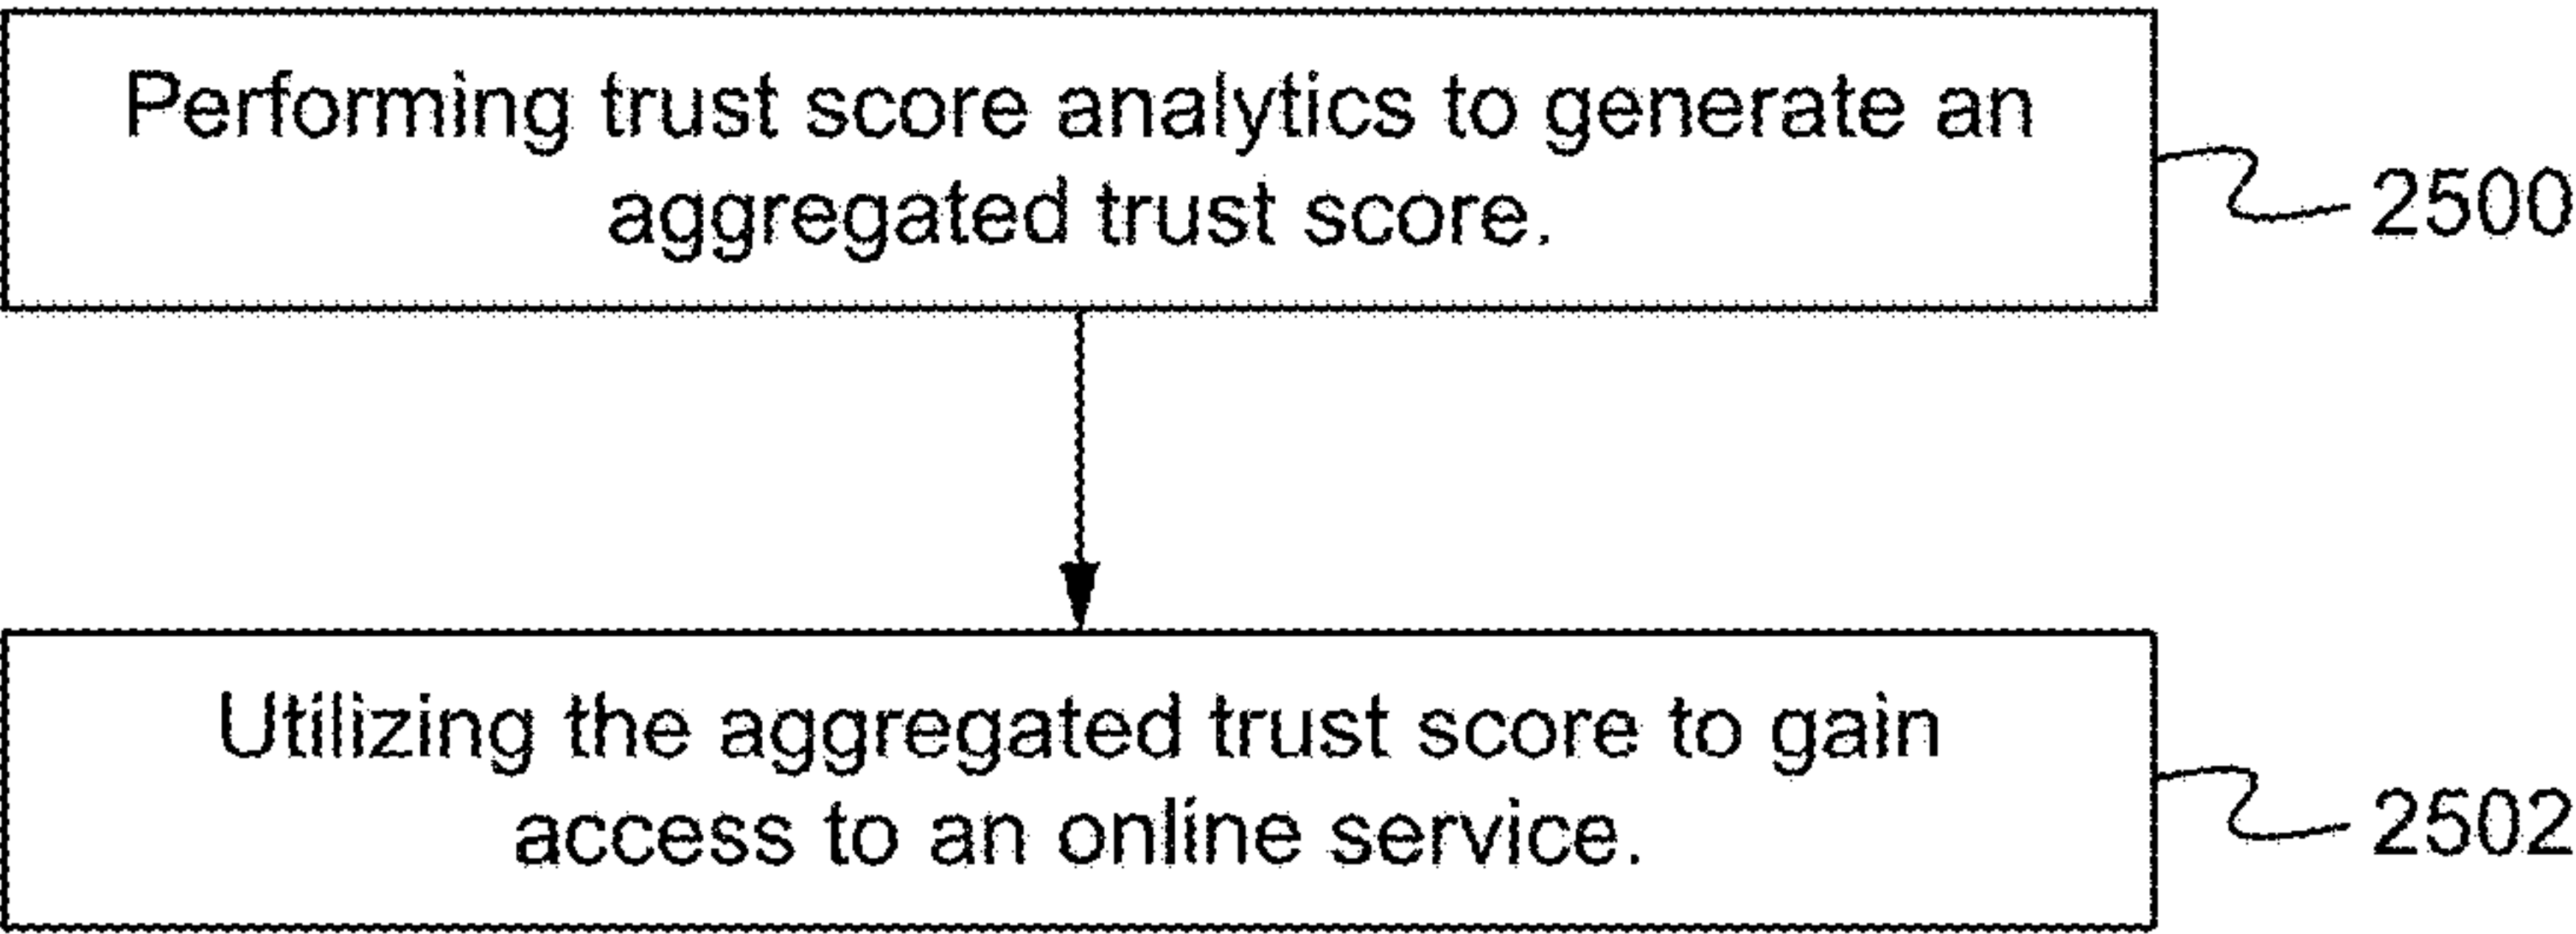 Performing trust score analytics to generate an
aggregated trust score.
2500
Utilizing the aggregated trust score to gain
access to an online service.
2502